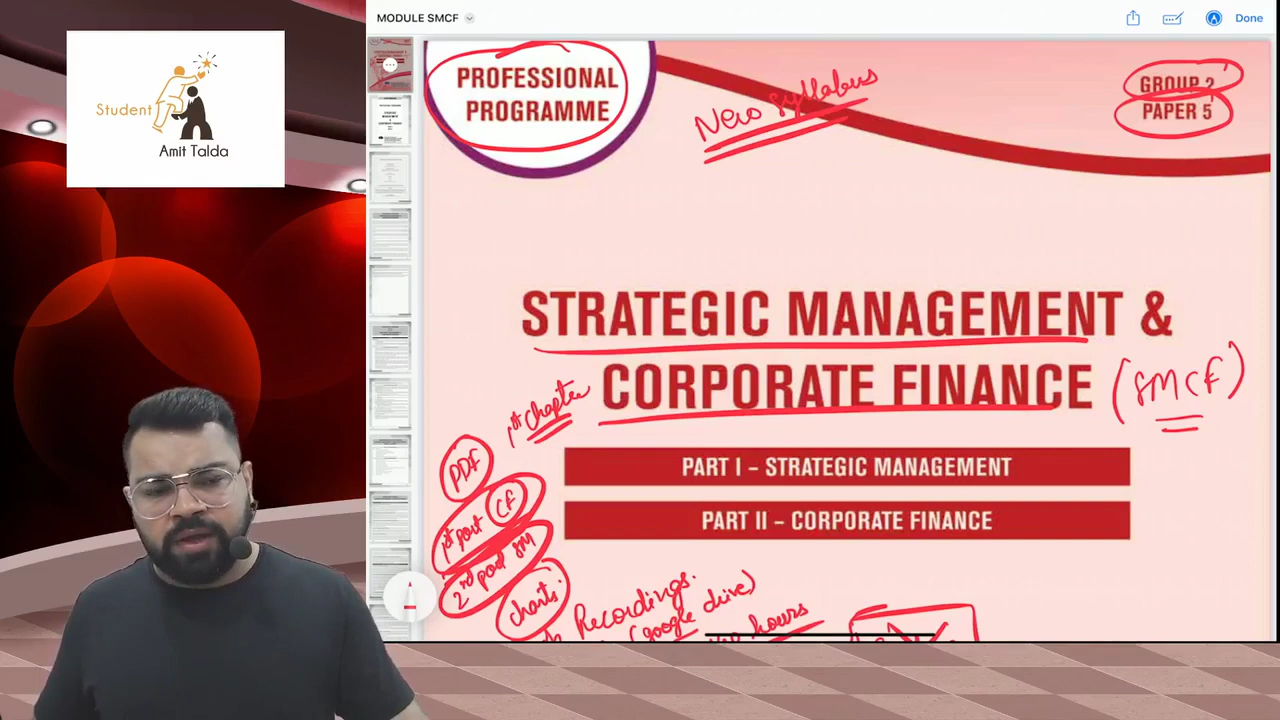 MODULE SMCF
Done
Student
Amit Talda
PROFESSIONAL
PROGRAMME
New syllabus
GROUP 2
PAPER 5
STRATEGIC MANAGEMENT &
CORPORATE FINANCE (SMCF)
1st chapter
PART I – STRATEGIC MANAGEMENT
PART II – CORPORATE FINANCE
PDF
1st part CF
2nd part SM
charts
Recordings.
(google drive)
hours